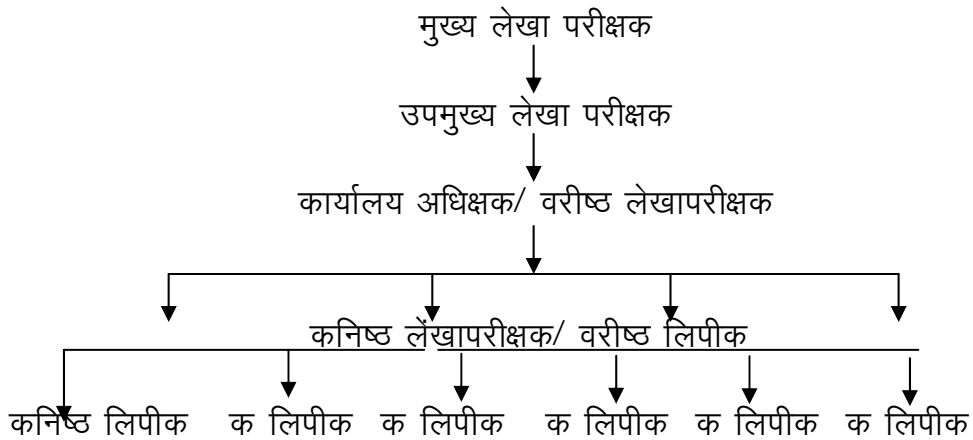 मुख्य लेखा परीक्षक
उपमुख्य लेखा परीक्षक
कार्यालय अधिक्षक/ वरीष्ठ लेखापरीक्षक
कनिष्ठ लेंखापरीक्षक/ वरीष्ठ लिपीक
कनिष्ठ लिपीक क लिपीक क लिपीक क लिपीक क लिपीक क लिपीक